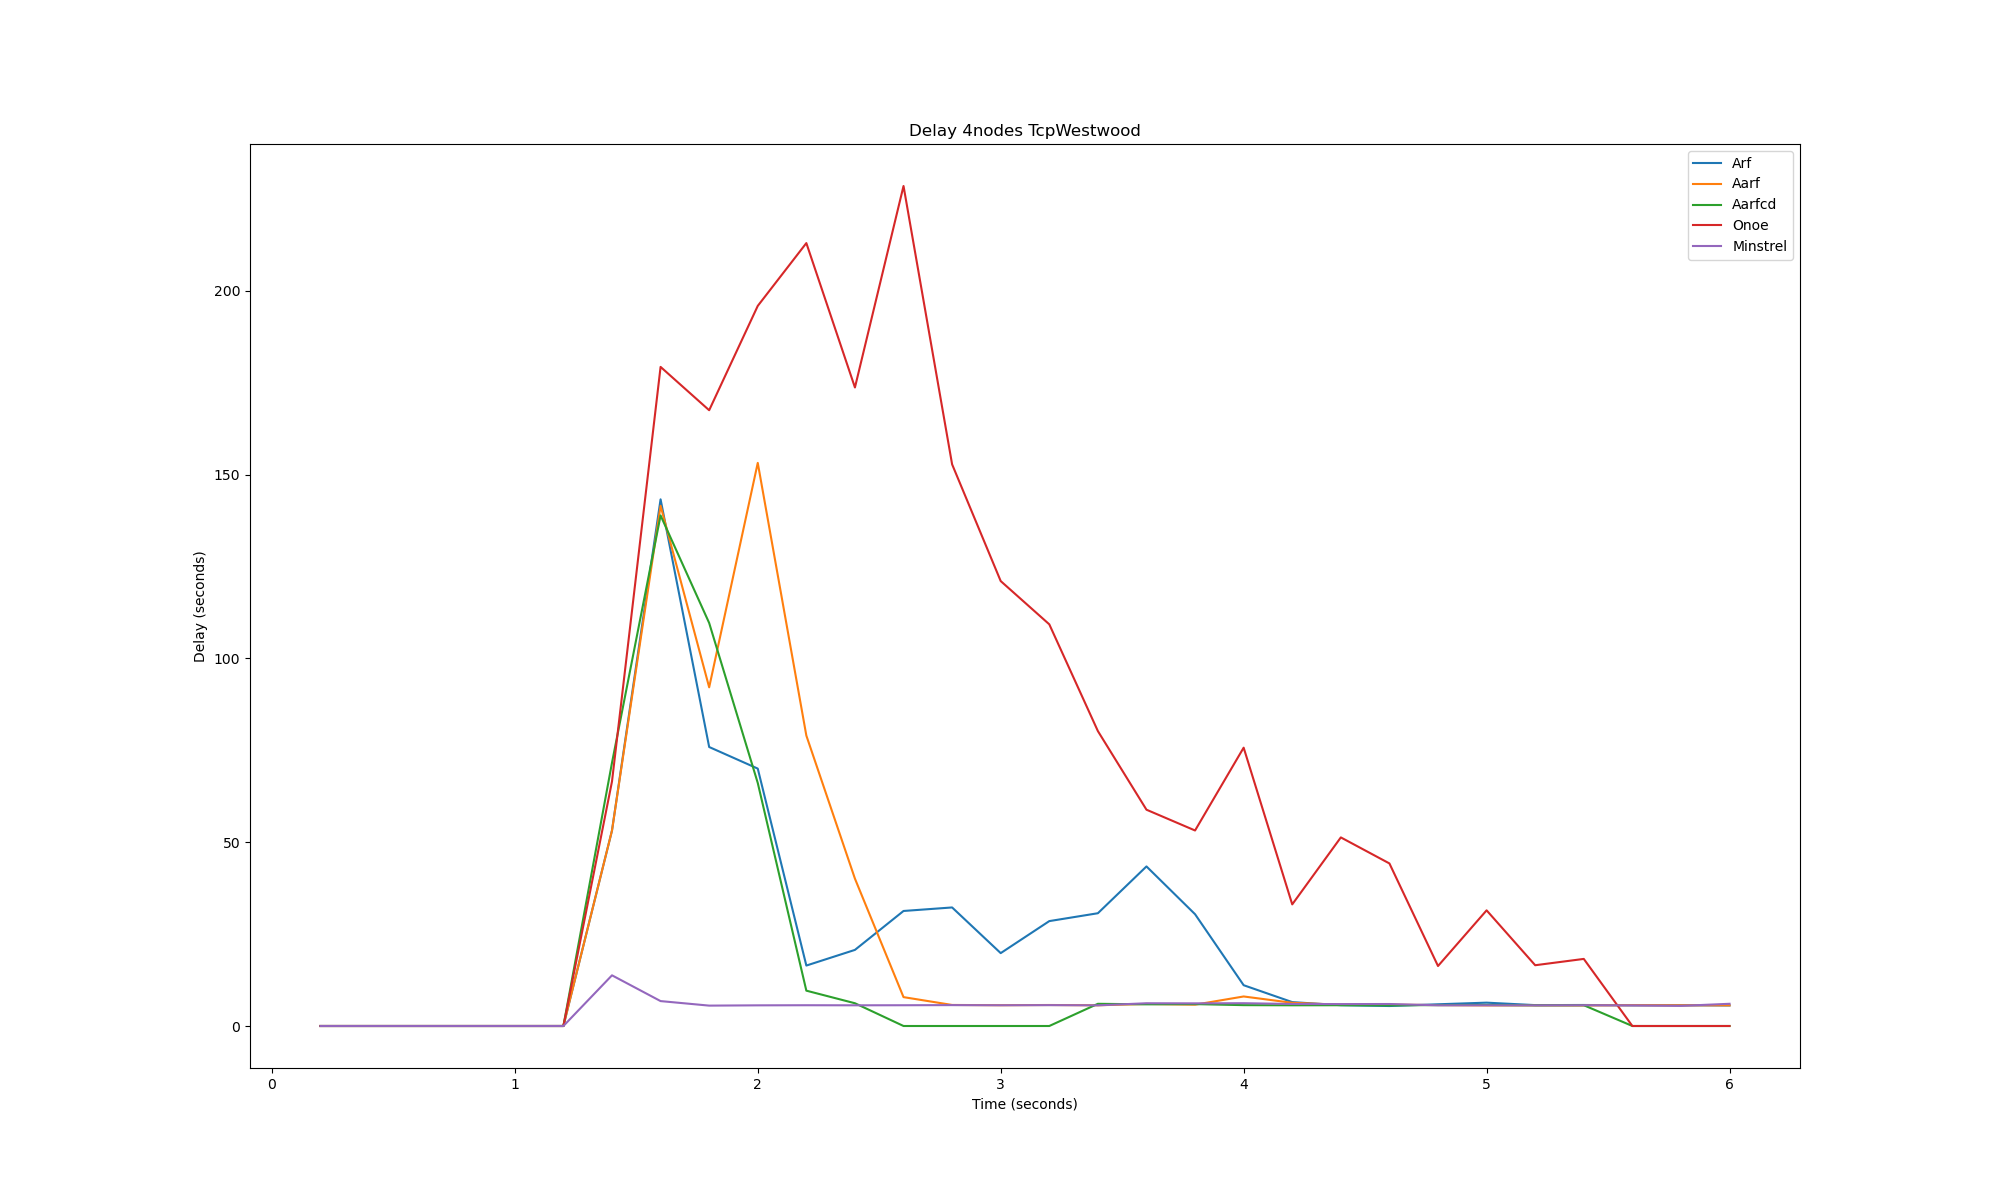 Delay 4nodes TcpWestwood
Arf
Aarf
Aarfcd
Onoe
Minstrel
200
150
100
50
0
Delay (seconds)
0 1 2 3 4 5 6
Time (seconds)